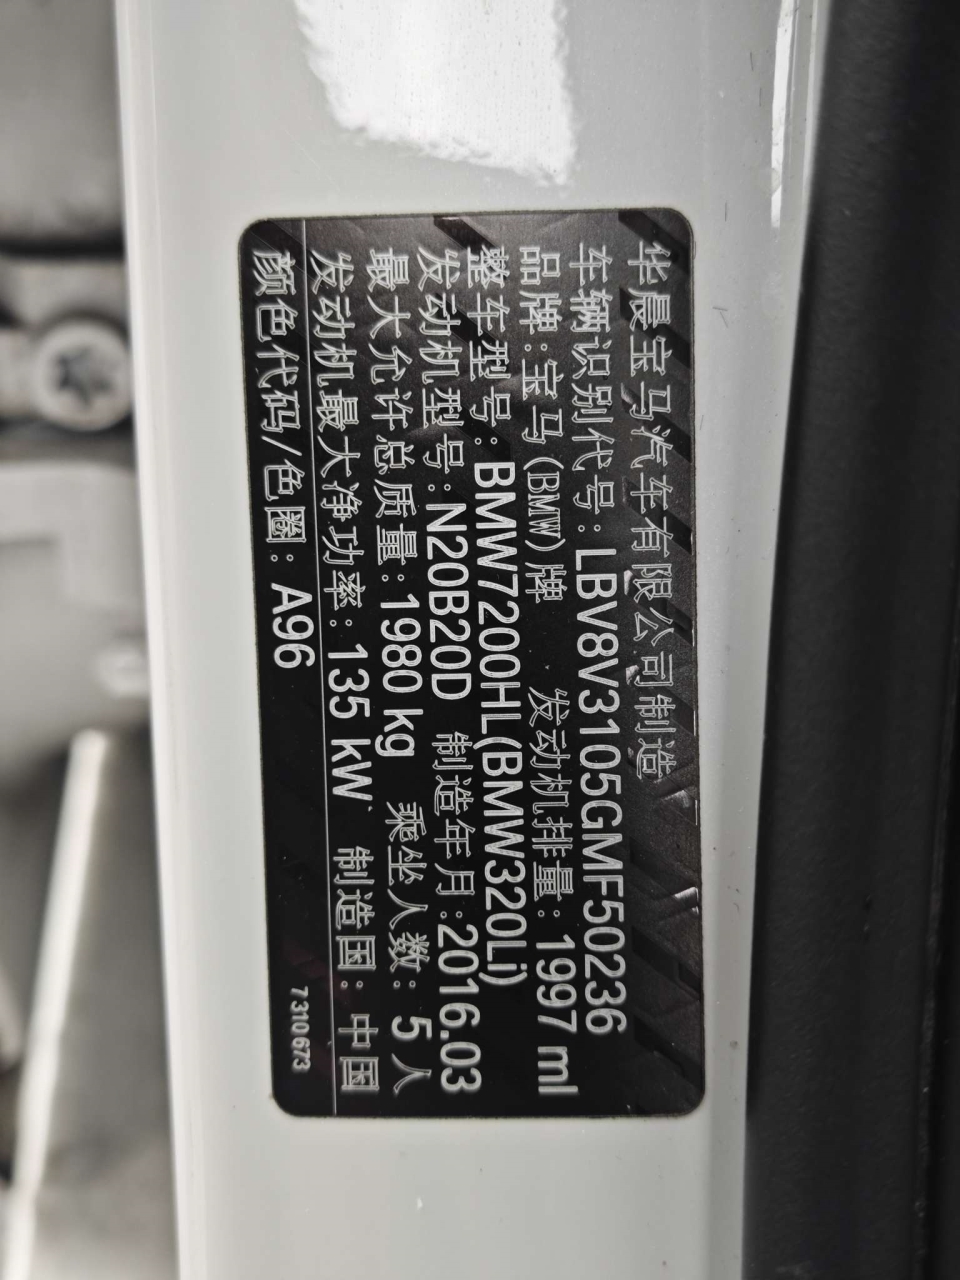 华晨宝马汽车有限公司制造
车辆识别代号: LBV8V3105GMF50236
品牌:宝马(BMW)牌 发动机排量: 1997 ml
整车型号: BMW7200HL(BMW320Li)
发动机型号: N20B20D 制造年月: 2016.03
最大允许总质量: 1980 kg 乘坐人数: 5 人
发动机最大净功率: 135 kW 制造国: 中国
颜色代码/色圈: A96
7 310 673